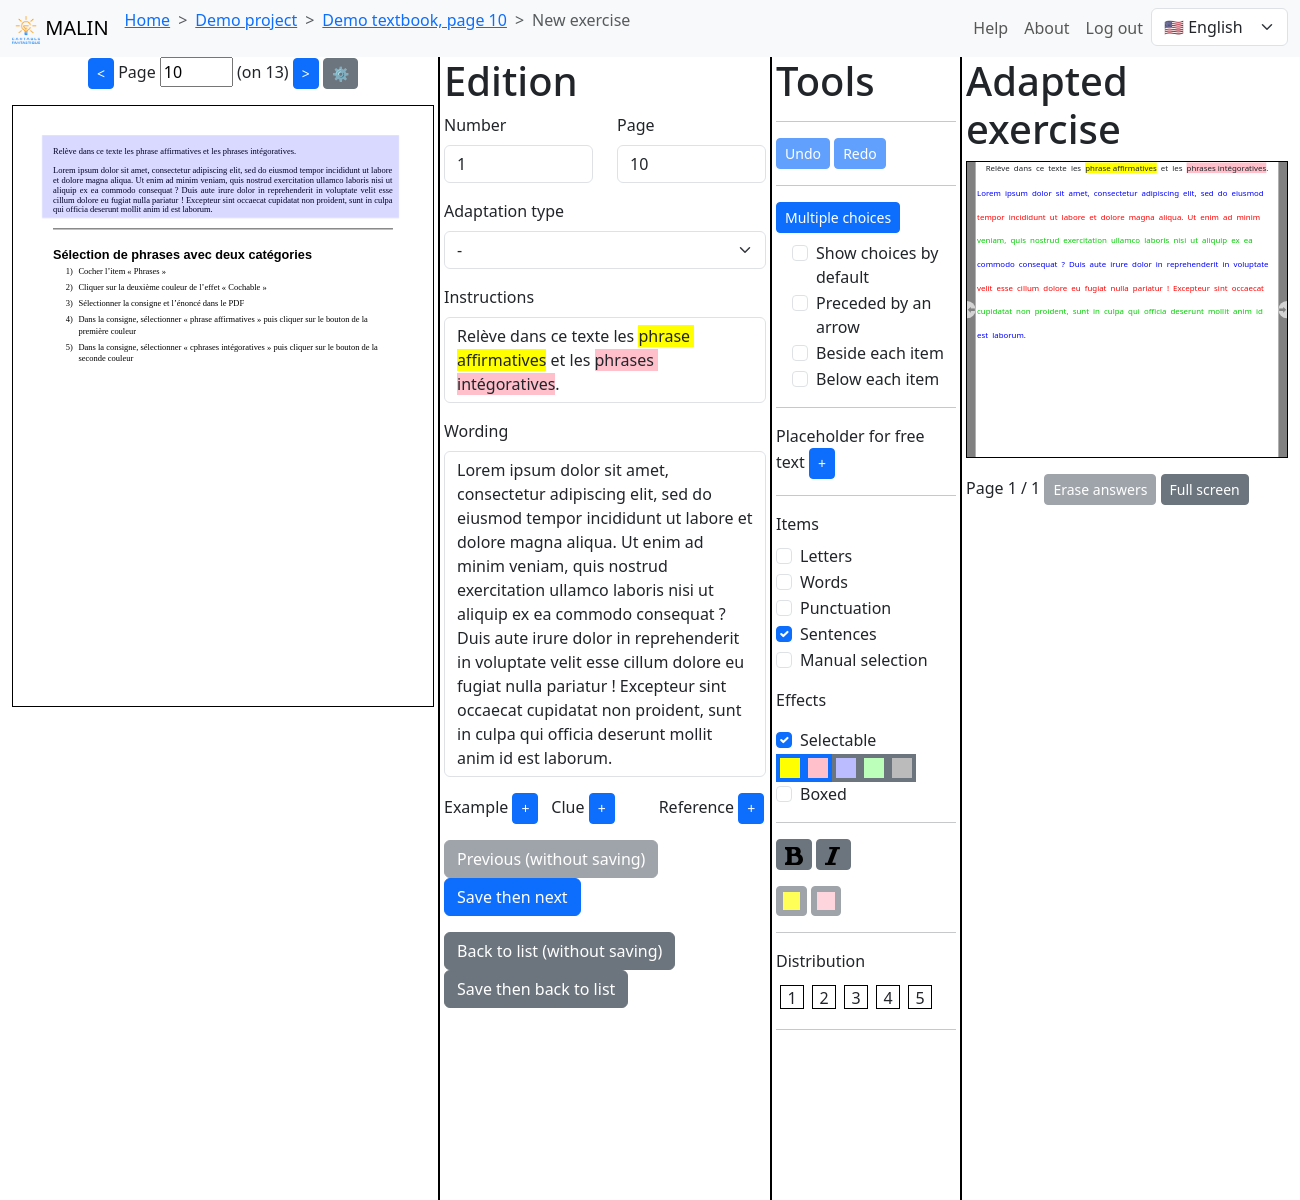 MALIN
Home > Demo project > Demo textbook, page 10 > New exercise
Help About Log out 🇺🇸 English
< Page 10 (on 13) > ⚙️
Relève dans ce texte les phrase affirmatives et les phrases intégoratives.
Lorem ipsum dolor sit amet, consectetur adipiscing elit, sed do eiusmod tempor incididunt ut labore
et dolore magna aliqua. Ut enim ad minim veniam, quis nostrud exercitation ullamco laboris nisi ut
aliquip ex ea commodo consequat ? Duis aute irure dolor in reprehenderit in voluptate velit esse
cillum dolore eu fugiat nulla pariatur ! Excepteur sint occaecat cupidatat non proident, sunt in culpa
qui officia deserunt mollit anim id est laborum.
Sélection de phrases avec deux catégories
1) Cocher l’item « Phrases »
2) Cliquer sur la deuxième couleur de l’effet « Cochable »
3) Sélectionner la consigne et l’énoncé dans le PDF
4) Dans la consigne, sélectionner « phrase affirmatives » puis cliquer sur le bouton de la
première couleur
5) Dans la consigne, sélectionner « cphrases intégoratives » puis cliquer sur le bouton de la
seconde couleur
Edition
Number Page
1 10
Adaptation type
-
Instructions
Relève dans ce texte les phrase
affirmatives et les phrases
intégoratives.
Wording
Lorem ipsum dolor sit amet,
consectetur adipiscing elit, sed do
eiusmod tempor incididunt ut labore et
dolore magna aliqua. Ut enim ad
minim veniam, quis nostrud
exercitation ullamco laboris nisi ut
aliquip ex ea commodo consequat ?
Duis aute irure dolor in reprehenderit
in voluptate velit esse cillum dolore eu
fugiat nulla pariatur ! Excepteur sint
occaecat cupidatat non proident, sunt
in culpa qui officia deserunt mollit
anim id est laborum.
Example + Clue + Reference +
Previous (without saving)
Save then next
Back to list (without saving)
Save then back to list
Tools
Undo Redo
Multiple choices
Show choices by
default
Preceded by an
arrow
Beside each item
Below each item
Placeholder for free
text +
Items
Letters
Words
Punctuation
Sentences
Manual selection
Effects
Selectable
Boxed
B I
Distribution
1 2 3 4 5
Adapted
exercise
Relève dans ce texte les phrase affirmatives et les phrases intégoratives.
Lorem ipsum dolor sit amet, consectetur adipiscing elit, sed do eiusmod
tempor incididunt ut labore et dolore magna aliqua. Ut enim ad minim
veniam, quis nostrud exercitation ullamco laboris nisi ut aliquip ex ea
commodo consequat ? Duis aute irure dolor in reprehenderit in voluptate
velit esse cillum dolore eu fugiat nulla pariatur ! Excepteur sint occaecat
cupidatat non proident, sunt in culpa qui officia deserunt mollit anim id
est laborum.
Page 1 / 1 Erase answers Full screen